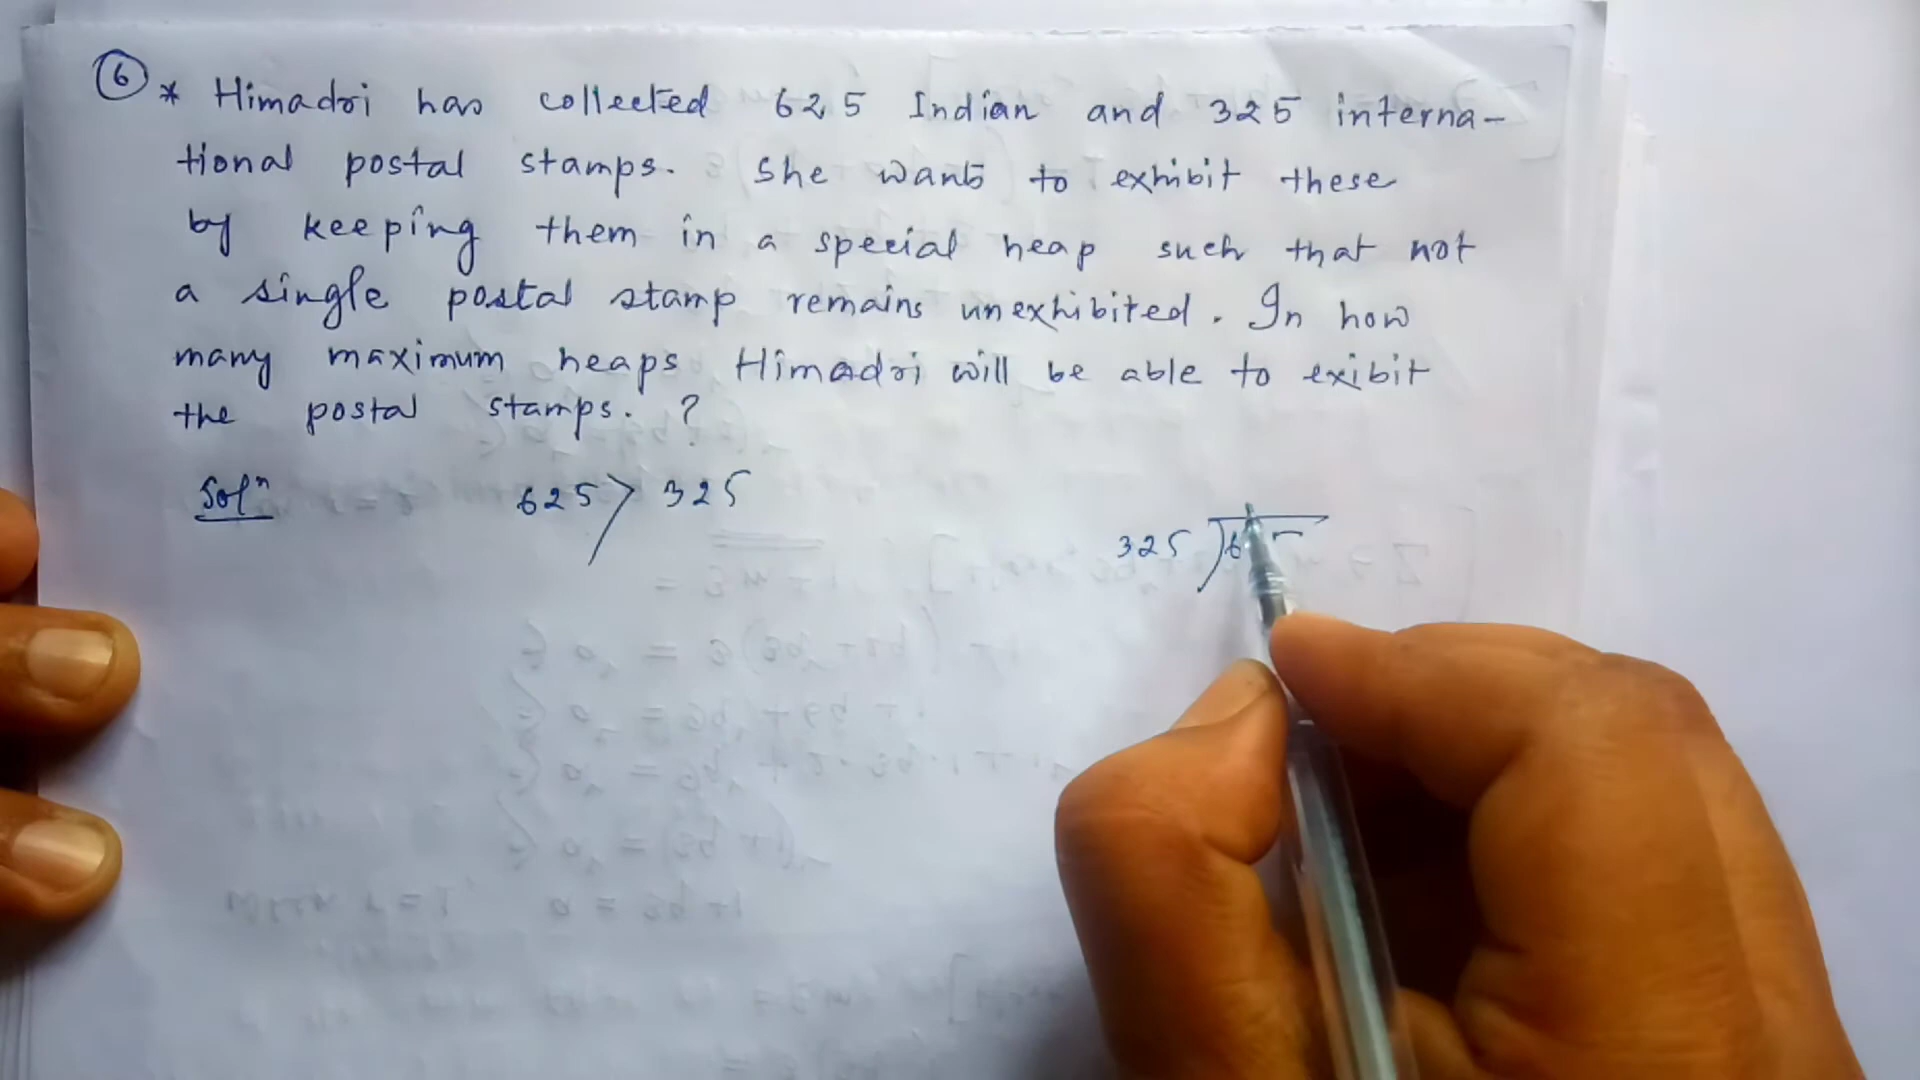 6 * Himadri has collected 625 Indian and 325 interna-
tional postal stamps. She wants to exhibit these
by keeping them in a special heap such that not
a single postal stamp remains unexhibited. In how
many maximum heaps Himadri will be able to exibit
the postal stamps. ?
Solⁿ 625 > 325
325